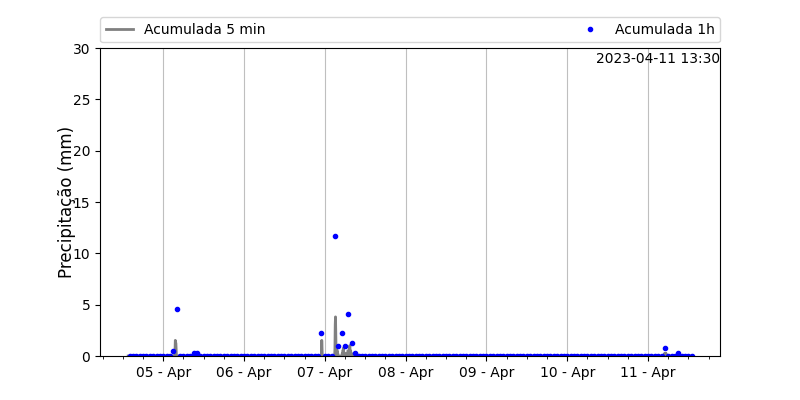 Acumulada 5 min
Acumulada 1h
2023-04-11 13:30
Precipitação (mm)
30
25
20
15
10
5
0
05 - Apr
06 - Apr
07 - Apr
08 - Apr
09 - Apr
10 - Apr
11 - Apr